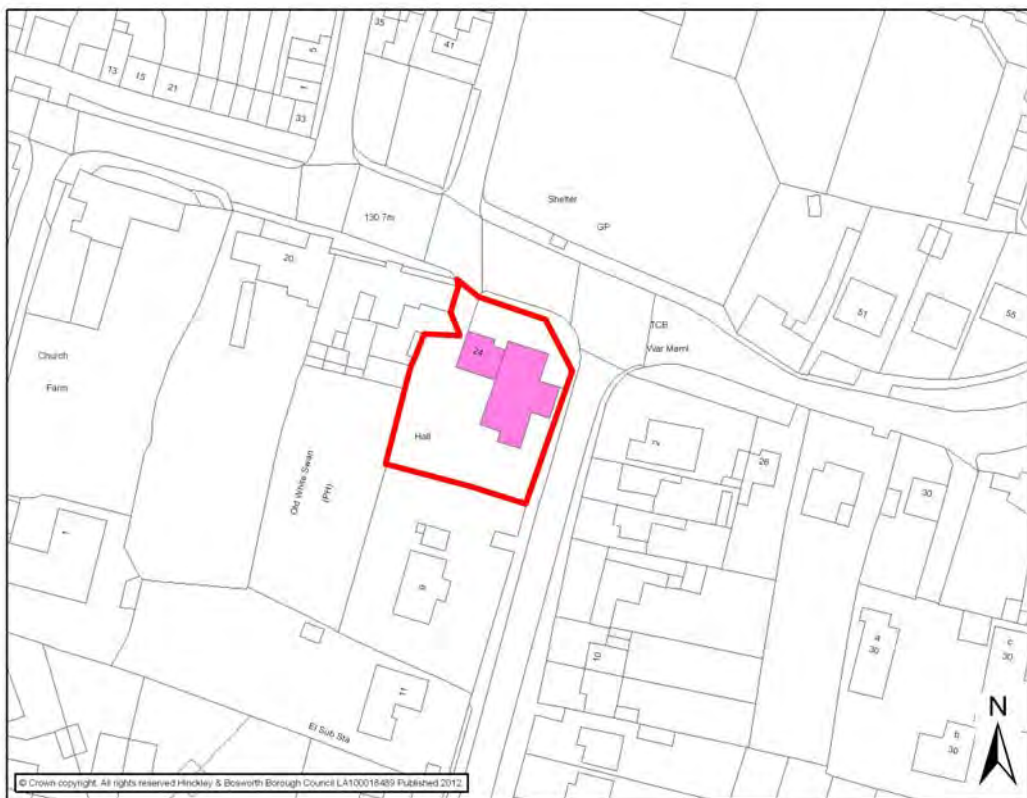 35
41
5
13
15
21
1
33
Shelter
GP
130.7m
20
51
55
TCB
War Meml
24
Church
Farm
Hall
2
28
30
Old White Swan
(PH)
1
9
a
30
c
30
10
11
El Sub Sta
b
30
N
© Crown copyright. All rights reserved Hinckley & Bosworth Borough Council LA100018489 Published 2012